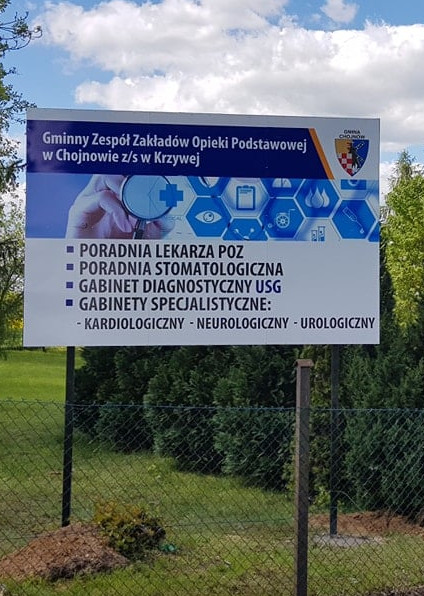 Gminny Zespół Zakładów Opieki Podstawowej
w Chojnowie z/s w Krzywej
GMINA
CHOJNÓW
▪ PORADNIA LEKARZA POZ
▪ PORADNIA STOMATOLOGICZNA
▪ GABINET DIAGNOSTYCZNY USG
▪ GABINETY SPECJALISTYCZNE:
- KARDIOLOGICZNY - NEUROLOGICZNY - UROLOGICZNY